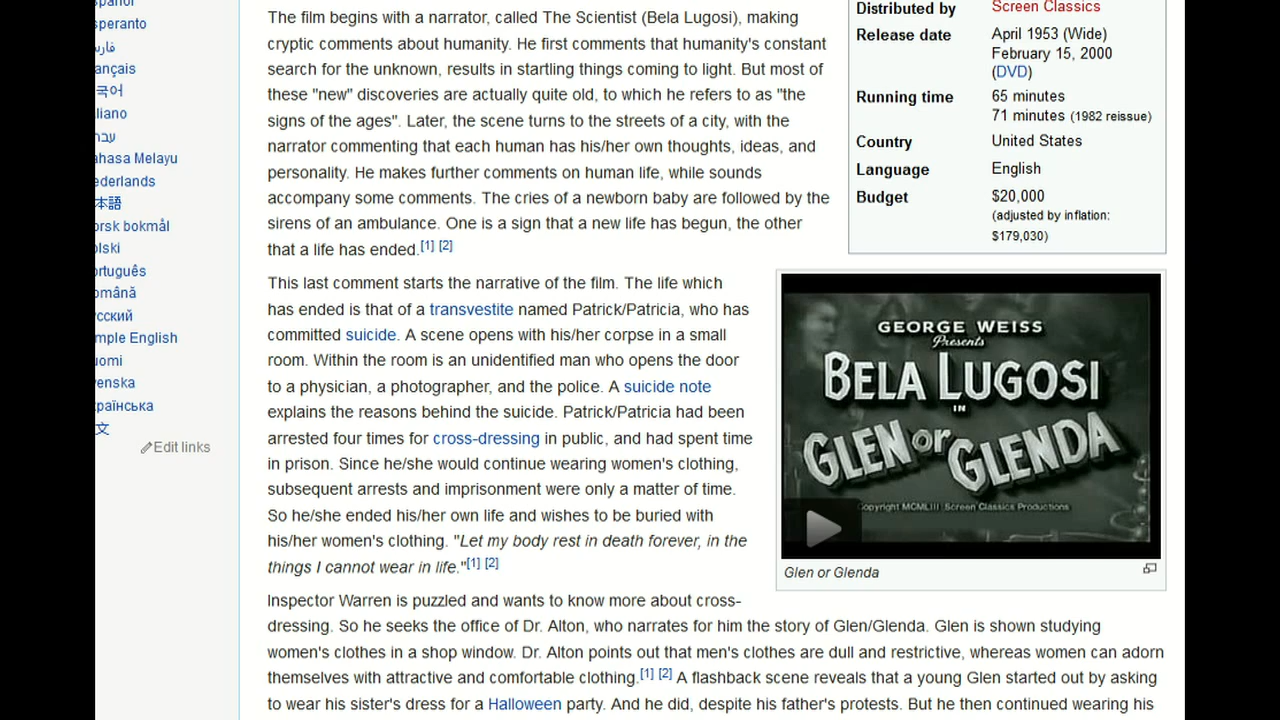 spañol
speranto
فارسی
ançais
국어
liano
ahasa Melayu
ederlands
本語
orsk bokmål
olski
ortuguês
omână
усский
mple English
uomi
venska
країнська
文
Edit links
The film begins with a narrator, called The Scientist (Bela Lugosi), making
cryptic comments about humanity. He first comments that humanity's constant
search for the unknown, results in startling things coming to light. But most of
these "new" discoveries are actually quite old, to which he refers to as "the
signs of the ages". Later, the scene turns to the streets of a city, with the
narrator commenting that each human has his/her own thoughts, ideas, and
personality. He makes further comments on human life, while sounds
accompany some comments. The cries of a newborn baby are followed by the
sirens of an ambulance. One is a sign that a new life has begun, the other
that a life has ended.[1] [2]
Distributed by Screen Classics
Release date April 1953 (Wide)
February 15, 2000
(DVD)
Running time 65 minutes
71 minutes (1982 reissue)
Country United States
Language English
Budget $20,000
(adjusted by inflation:
$179,030)
This last comment starts the narrative of the film. The life which
has ended is that of a transvestite named Patrick/Patricia, who has
committed suicide. A scene opens with his/her corpse in a small
room. Within the room is an unidentified man who opens the door
to a physician, a photographer, and the police. A suicide note
explains the reasons behind the suicide. Patrick/Patricia had been
arrested four times for cross-dressing in public, and had spent time
in prison. Since he/she would continue wearing women's clothing,
subsequent arrests and imprisonment were only a matter of time.
So he/she ended his/her own life and wishes to be buried with
his/her women's clothing. "Let my body rest in death forever, in the
things I cannot wear in life."[1] [2]
GEORGE WEISS
Presents
BELA LUGOSI
IN
GLEN or GLENDA
Copyright MCMLIII Screen Classics Productions
Glen or Glenda
Inspector Warren is puzzled and wants to know more about cross-
dressing. So he seeks the office of Dr. Alton, who narrates for him the story of Glen/Glenda. Glen is shown studying
women's clothes in a shop window. Dr. Alton points out that men's clothes are dull and restrictive, whereas women can adorn
themselves with attractive and comfortable clothing.[1] [2] A flashback scene reveals that a young Glen started out by asking
to wear his sister's dress for a Halloween party. And he did, despite his father's protests. But he then continued wearing his